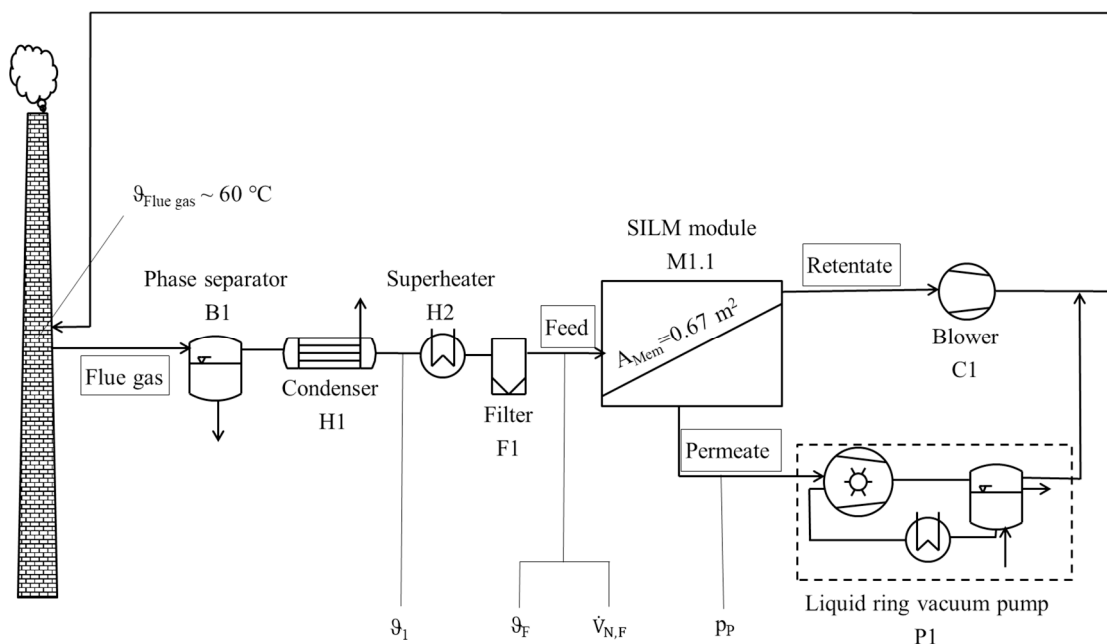 ϑFlue gas ~ 60 °C
Phase separator
B1
Flue gas
Condenser
H1
Superheater
H2
Filter
F1
Feed
SILM module
M1.1
AMem=0.67 m²
Retentate
Blower
C1
Permeate
Liquid ring vacuum pump
P1
ϑ1
ϑF
V̇N,F
pP